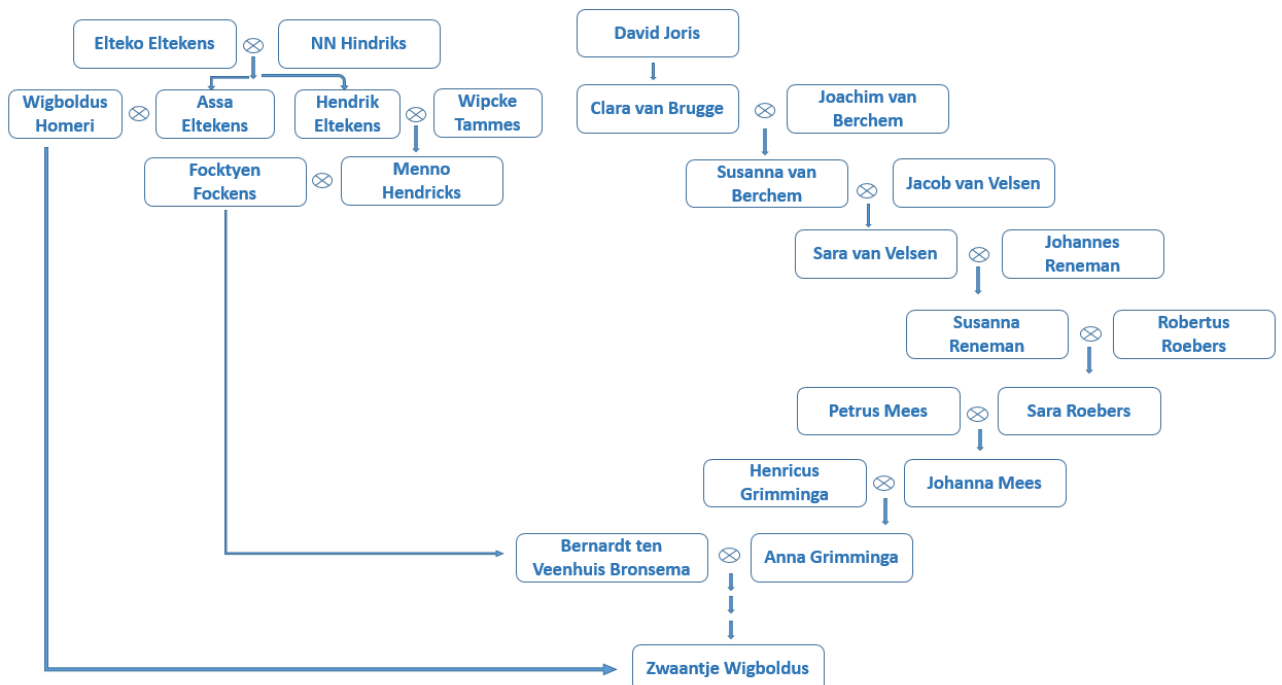 Elteko Eltekens
NN Hindriks
David Joris
Wigboldus
Homeri
Assa
Eltekens
Hendrik
Eltekens
Wipcke
Tammes
Clara van Brugge
Joachim van
Berchem
Focktyen
Fockens
Menno
Hendricks
Susanna van
Berchem
Jacob van Velsen
Sara van Velsen
Johannes
Reneman
Susanna
Reneman
Robertus
Roebers
Petrus Mees
Sara Roebers
Henricus
Grimminga
Johanna Mees
Bernardt ten
Veenhuis Bronsema
Anna Grimminga
Zwaantje Wigboldus